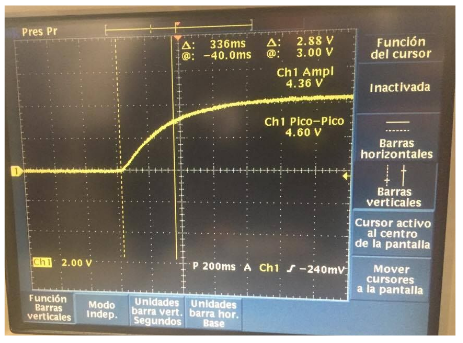 Pres Pr
Δ: 336ms Δ: 2.88 V
@: −40.0ms @: 3.00 V
Ch1 Ampl
4.36 V
Ch1 Pico−Pico
4.60 V
1
Ch1 2.00 V P 200ms A Ch1 ∫ −240mV
Función
del cursor
Inactivada
Barras
horizontales
Barras
verticales
Cursor activo
al centro
de la pantalla
Mover
cursores
a la pantalla
Función
Barras
verticales
Modo
Indep.
Unidades
barra vert.
Segundos
Unidades
barra hor.
Base